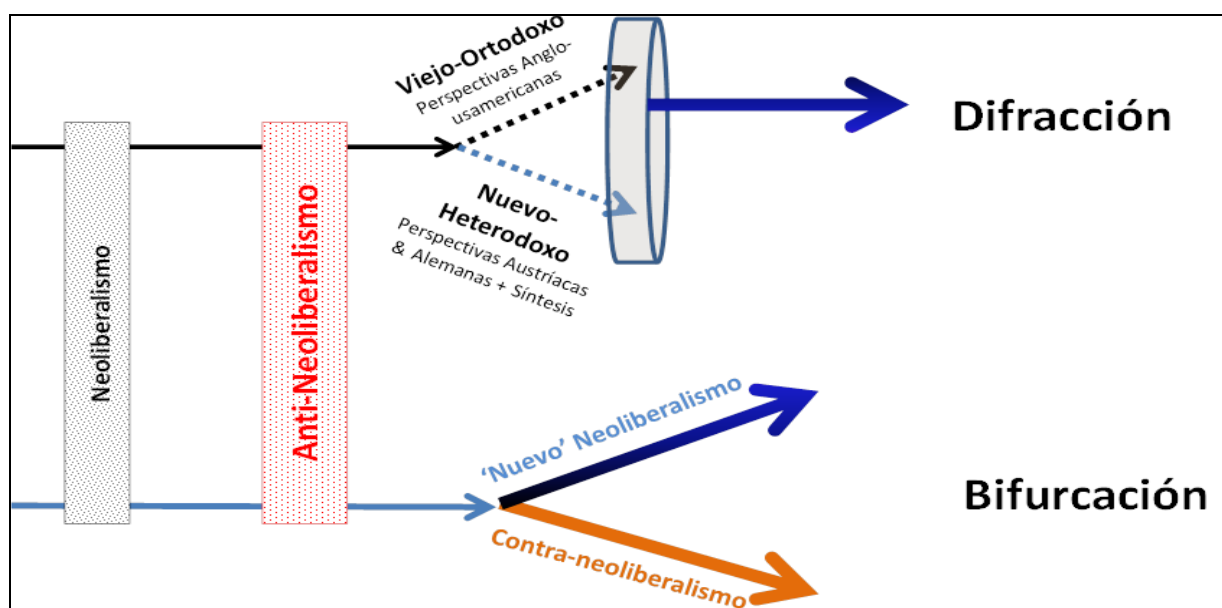 Neoliberalismo
Anti-Neoliberalismo
Viejo-Ortodoxo
Perspectivas Anglo-
usamericanas
Nuevo-
Heterodoxo
Perspectivas Austríacas
& Alemanas + Síntesis
Difracción
‘Nuevo’ Neoliberalismo
Contra-neoliberalismo
Bifurcación